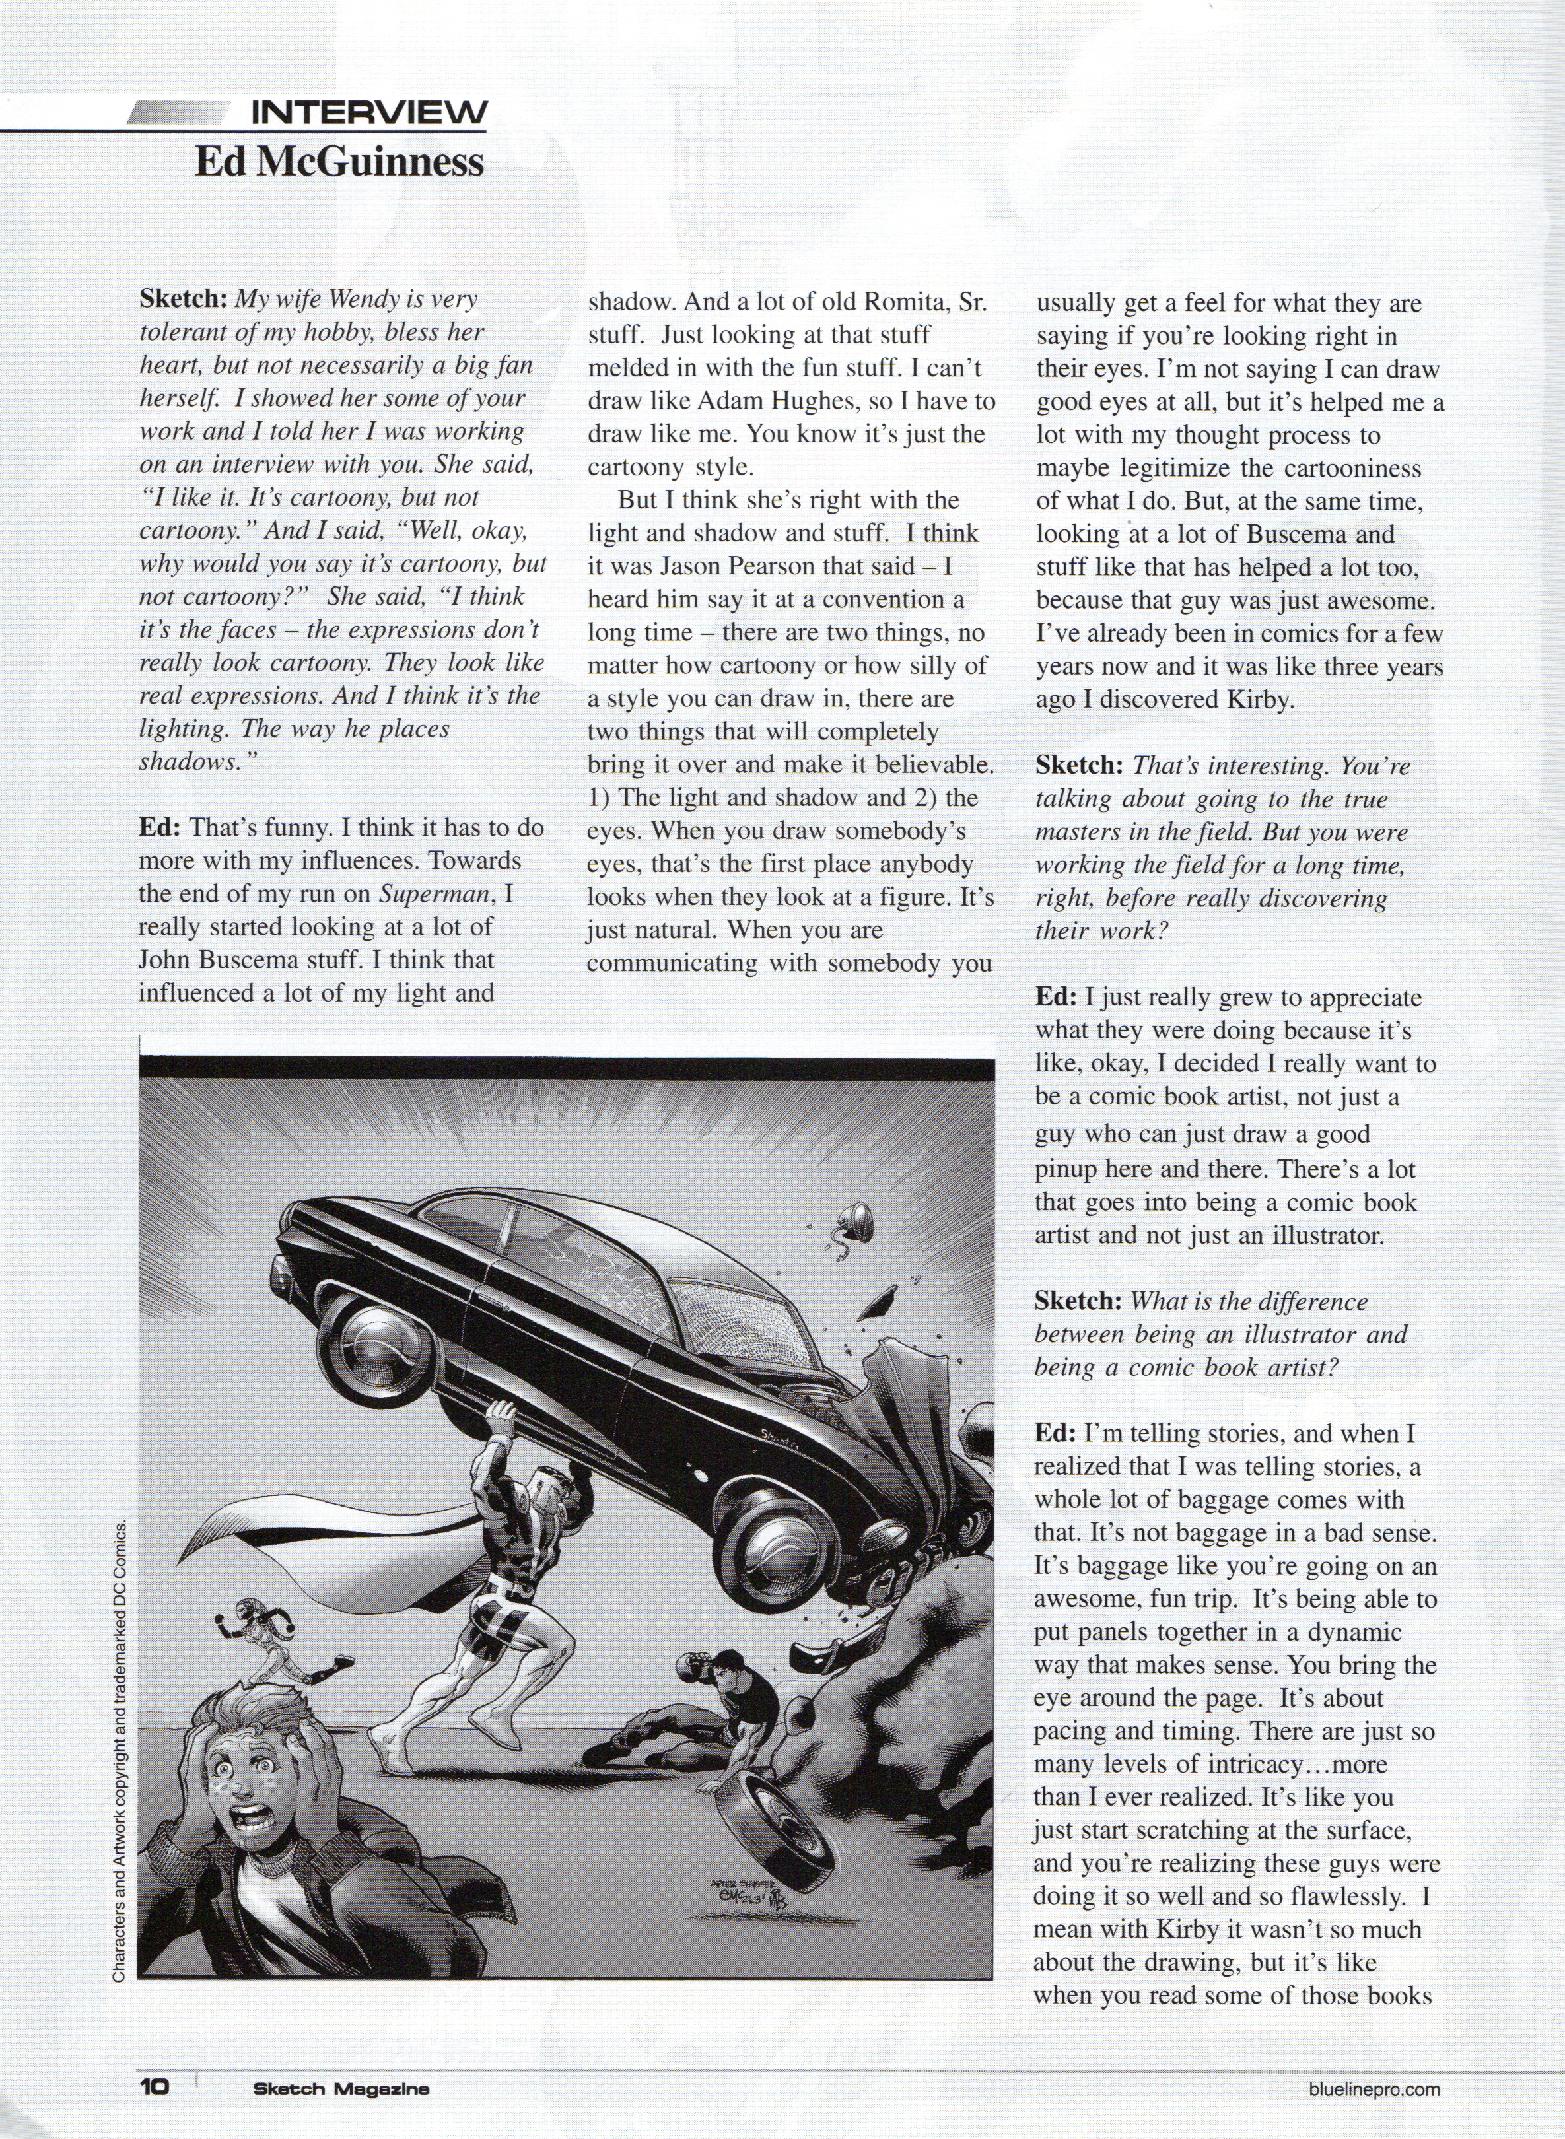 INTERVIEW
Ed McGuinness
Sketch: My wife Wendy is very
tolerant of my hobby, bless her
heart, but not necessarily a big fan
herself.  I showed her some of your
work and I told her I was working
on an interview with you. She said,
“I like it. It’s cartoony, but not
cartoony.” And I said, “Well, okay,
why would you say it’s cartoony, but
not cartoony?”  She said, “I think
it’s the faces – the expressions don’t
really look cartoony. They look like
real expressions. And I think it’s the
lighting. The way he places
shadows.”
Ed: That’s funny. I think it has to do
more with my influences. Towards
the end of my run on Superman, I
really started looking at a lot of
John Buscema stuff. I think that
influenced a lot of my light and
shadow. And a lot of old Romita, Sr.
stuff.  Just looking at that stuff
melded in with the fun stuff. I can’t
draw like Adam Hughes, so I have to
draw like me. You know it’s just the
cartoony style.
But I think she’s right with the
light and shadow and stuff.  I think
it was Jason Pearson that said – I
heard him say it at a convention a
long time – there are two things, no
matter how cartoony or how silly of
a style you can draw in, there are
two things that will completely
bring it over and make it believable.
1) The light and shadow and 2) the
eyes. When you draw somebody’s
eyes, that’s the first place anybody
looks when they look at a figure. It’s
just natural. When you are
communicating with somebody you
usually get a feel for what they are
saying if you’re looking right in
their eyes. I’m not saying I can draw
good eyes at all, but it’s helped me a
lot with my thought process to
maybe legitimize the cartooniness
of what I do. But, at the same time,
looking at a lot of Buscema and
stuff like that has helped a lot too,
because that guy was just awesome.
I’ve already been in comics for a few
years now and it was like three years
ago I discovered Kirby.
Sketch: That’s interesting. You’re
talking about going to the true
masters in the field. But you were
working the field for a long time,
right, before really discovering
their work?
Ed: I just really grew to appreciate
what they were doing because it’s
like, okay, I decided I really want to
be a comic book artist, not just a
guy who can just draw a good
pinup here and there. There’s a lot
that goes into being a comic book
artist and not just an illustrator.
Sketch: What is the difference
between being an illustrator and
being a comic book artist?
Ed: I’m telling stories, and when I
realized that I was telling stories, a
whole lot of baggage comes with
that. It’s not baggage in a bad sense.
It’s baggage like you’re going on an
awesome, fun trip.  It’s being able to
put panels together in a dynamic
way that makes sense. You bring the
eye around the page.  It’s about
pacing and timing. There are just so
many levels of intricacy…more
than I ever realized. It’s like you
just start scratching at the surface,
and you’re realizing these guys were
doing it so well and so flawlessly.  I
mean with Kirby it wasn’t so much
about the drawing, but it’s like
when you read some of those books
Characters and Artwork copyright and trademarked DC Comics.
AFTER SHUSTER
10
Sketch Magazine
bluelinepro.com